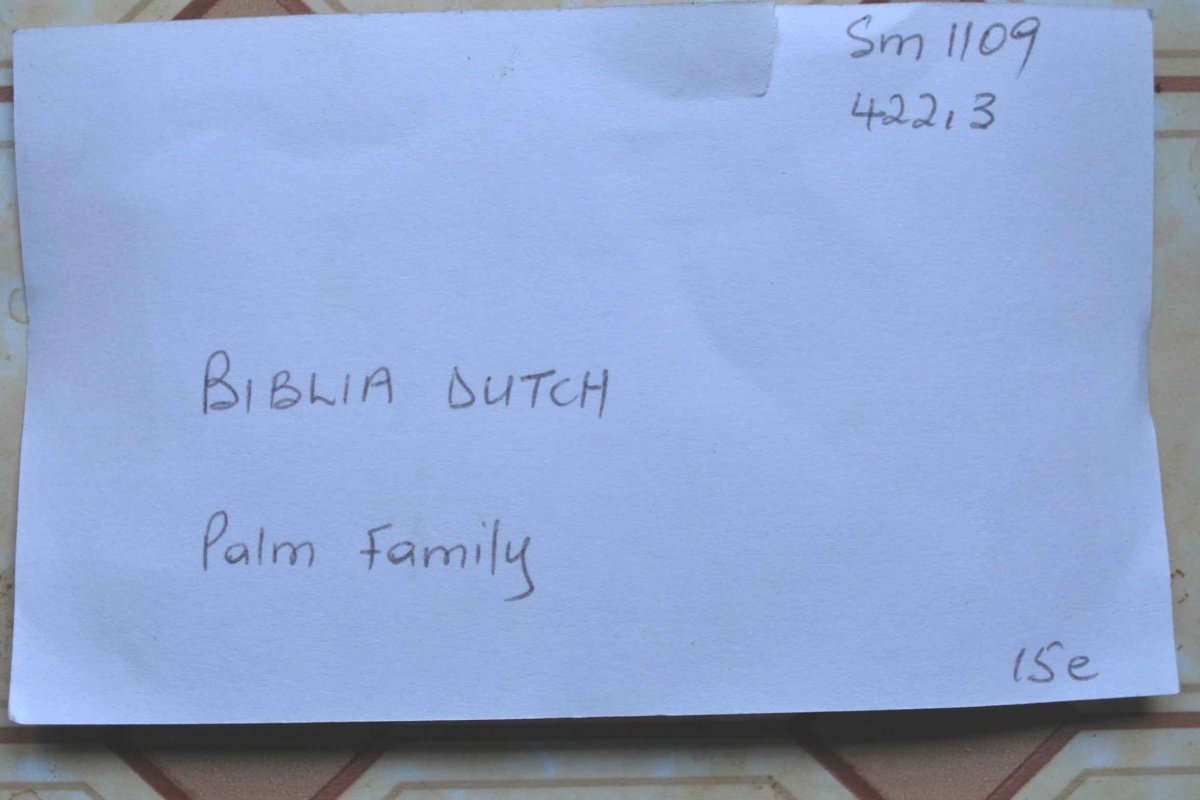 Sm 1109
422,3
BIBLIA DUTCH
Palm Family
15e